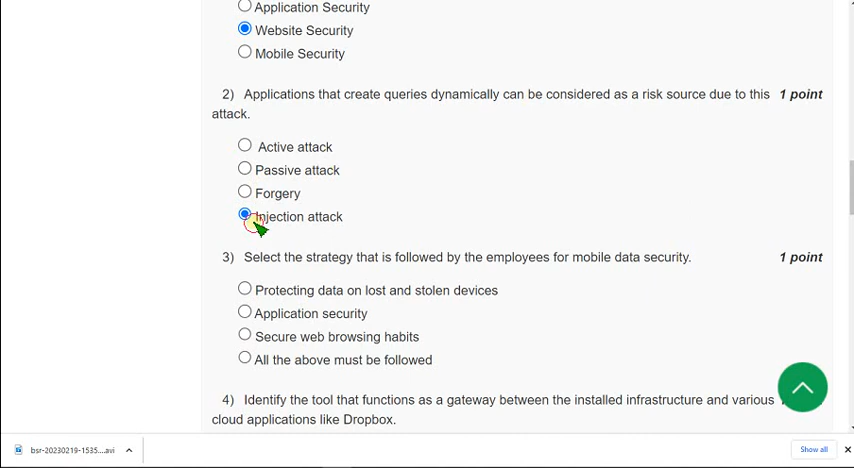 Application Security
Website Security
Mobile Security
2) Applications that create queries dynamically can be considered as a risk source due to this 1 point
attack.
Active attack
Passive attack
Forgery
Injection attack
3) Select the strategy that is followed by the employees for mobile data security. 1 point
Protecting data on lost and stolen devices
Application security
Secure web browsing habits
All the above must be followed
4) Identify the tool that functions as a gateway between the installed infrastructure and various
cloud applications like Dropbox.
bsr-20230219-1535....avi
Show all